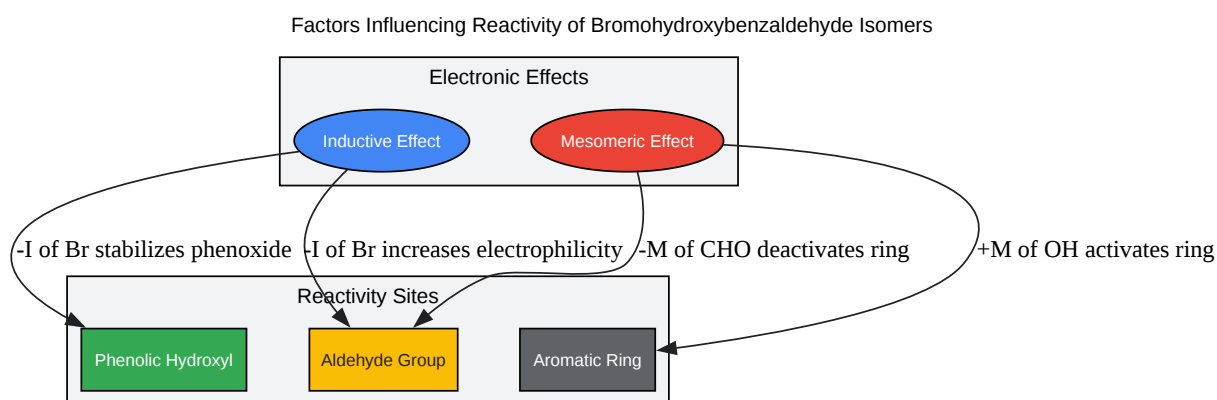 Factors Influencing Reactivity of Bromohydroxybenzaldehyde Isomers
Electronic Effects
Inductive Effect
Mesomeric Effect
-I of Br stabilizes phenoxide
-I of Br increases electrophilicity
-M of CHO deactivates ring
+M of OH activates ring
Reactivity Sites
Phenolic Hydroxyl
Aldehyde Group
Aromatic Ring